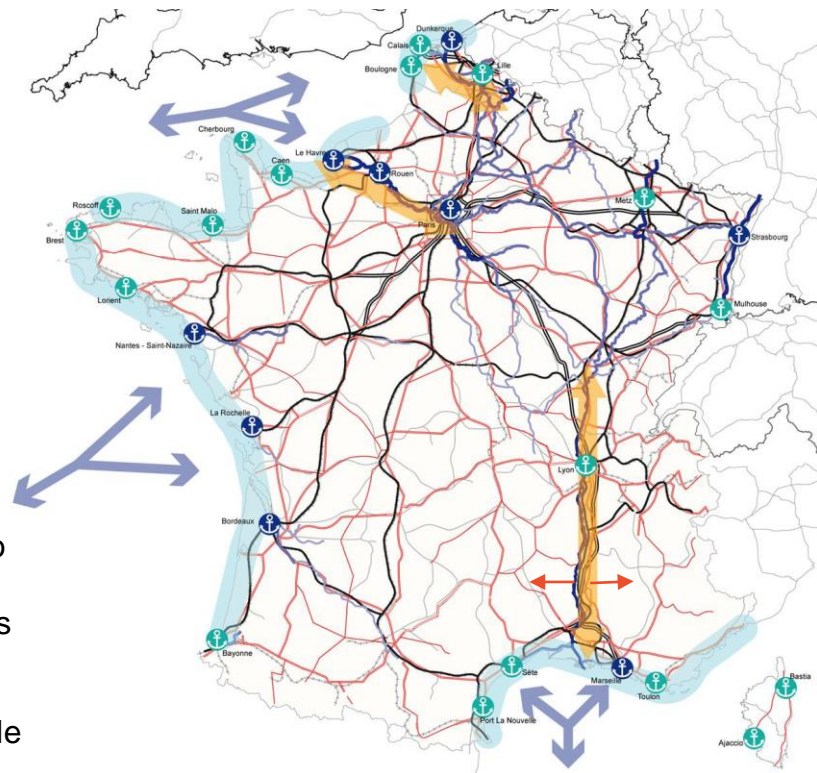 Dunkerque
Calais
Lille
Boulogne
Cherbourg
Le Havre
Caen
Rouen
Roscoff
Saint Malo
Paris
Metz
Brest
Strasbourg
Lorient
Mulhouse
Nantes - Saint-Nazaire
La Rochelle
Lyon
Bordeaux
Bayonne
Sète
Marseille
Toulon
Bastia
Port La Nouvelle
Ajaccio